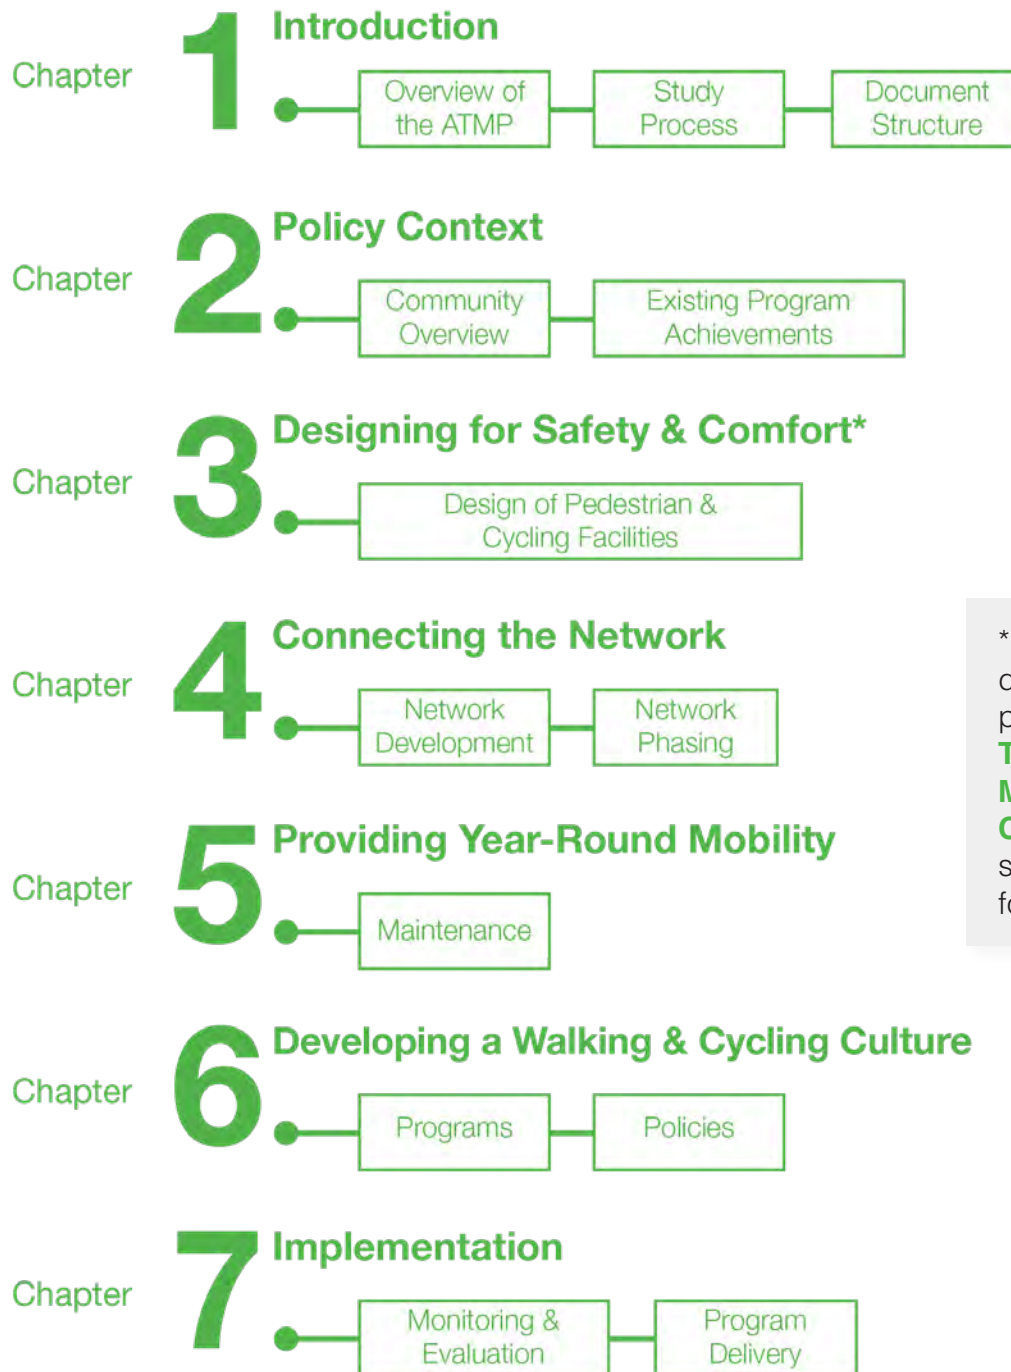 Chapter
1
Introduction
Overview of
the ATMP
Study
Process
Document
Structure
Chapter
2
Policy Context
Community
Overview
Existing Program
Achievements
Chapter
3
Designing for Safety & Comfort*
Design of Pedestrian &
Cycling Facilities
Chapter
4
Connecting the Network
Network
Development
Network
Phasing
*
Chapter
5
Providing Year-Round Mobility
Maintenance
Chapter
6
Developing a Walking & Cycling Culture
Programs
Policies
Chapter
7
Implementation
Monitoring &
Evaluation
Program
Delivery